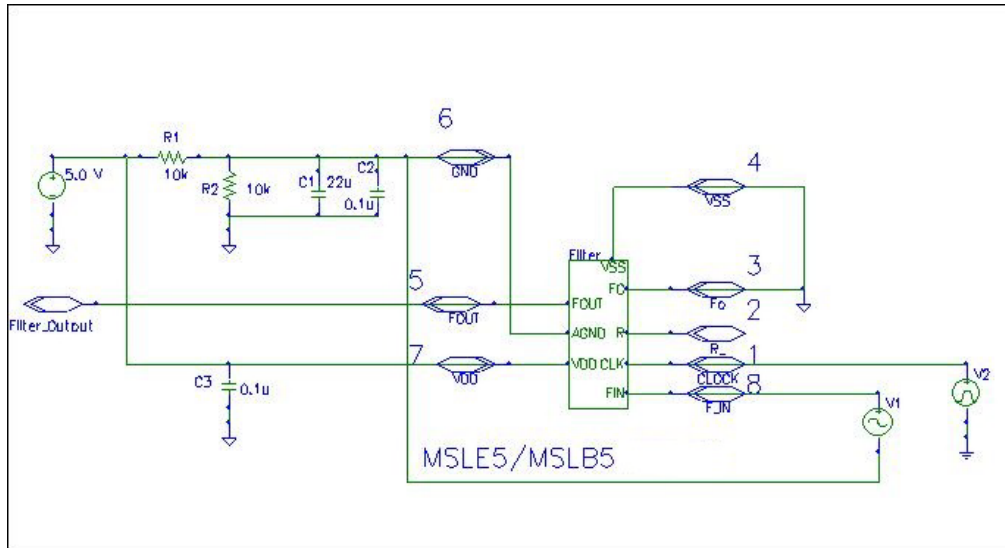 6
R1
10k
5.0 V
R2
10k
C1
22u
C2
0.1u
GND
4
VSS
Filter
VSS
5
FOUT
FOUT
Filter_Output
FO
3
Fo
AGND
R
2
R_
7
VDD
VDD
CLK
1
CLOCK
FIN
8
F_IN
C3
0.1u
V1
V2
MSLE5/MSLB5